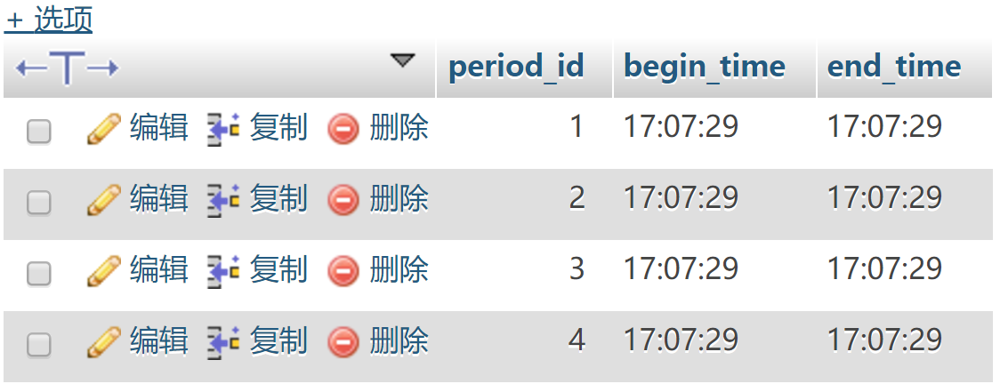 + 选项
←T→ period_id begin_time end_time
编辑 复制 删除 1 17:07:29 17:07:29
编辑 复制 删除 2 17:07:29 17:07:29
编辑 复制 删除 3 17:07:29 17:07:29
编辑 复制 删除 4 17:07:29 17:07:29